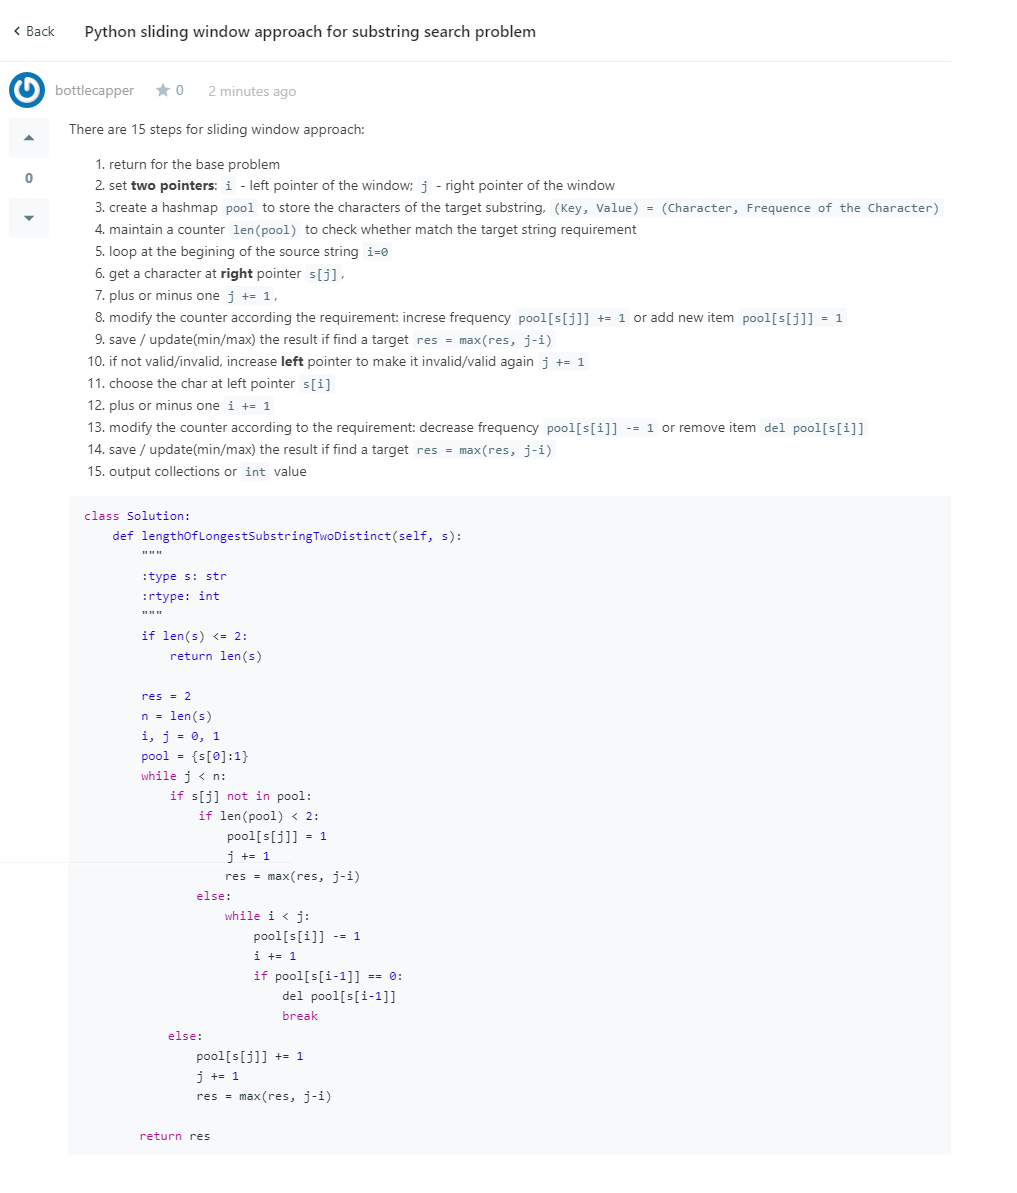 Back Python sliding window approach for substring search problem
bottlecapper 0 2 minutes ago
There are 15 steps for sliding window approach:
0
1. return for the base problem
2. set two pointers: i - left pointer of the window; j - right pointer of the window
3. create a hashmap pool to store the characters of the target substring, (Key, Value) = (Character, Frequence of the Character)
4. maintain a counter len(pool) to check whether match the target string requirement
5. loop at the begining of the source string i=0
6. get a character at right pointer s[j],
7. plus or minus one j += 1,
8. modify the counter according the requirement: increse frequency pool[s[j]] += 1 or add new item pool[s[j]] = 1
9. save / update(min/max) the result if find a target res = max(res, j-i)
10. if not valid/invalid, increase left pointer to make it invalid/valid again j += 1
11. choose the char at left pointer s[i]
12. plus or minus one i += 1
13. modify the counter according to the requirement: decrease frequency pool[s[i]] -= 1 or remove item del pool[s[i]]
14. save / update(min/max) the result if find a target res = max(res, j-i)
15. output collections or int value
class Solution:
    def lengthOfLongestSubstringTwoDistinct(self, s):
        """
        :type s: str
        :rtype: int
        """
        if len(s) <= 2:
            return len(s)

        res = 2
        n = len(s)
        i, j = 0, 1
        pool = {s[0]:1}
        while j < n:
            if s[j] not in pool:
                if len(pool) < 2:
                    pool[s[j]] = 1
                    j += 1
                    res = max(res, j-i)
                else:
                    while i < j:
                        pool[s[i]] -= 1
                        i += 1
                        if pool[s[i-1]] == 0:
                            del pool[s[i-1]]
                            break
            else:
                pool[s[j]] += 1
                j += 1
                res = max(res, j-i)

        return res